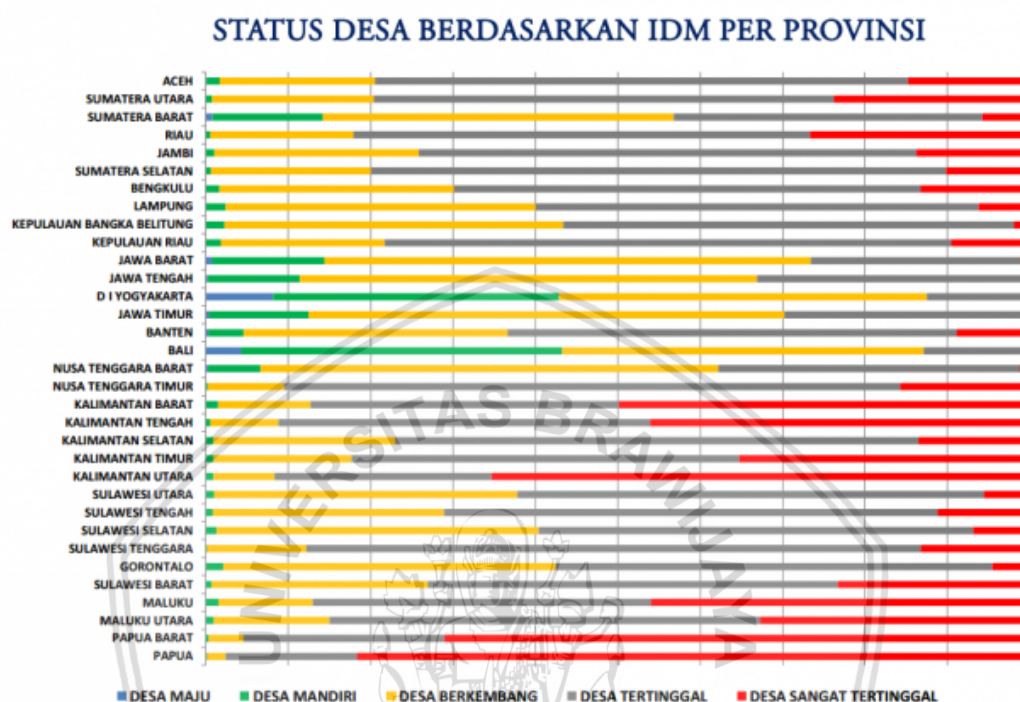 STATUS DESA BERDASARKAN IDM PER PROVINSI
ACEH
SUMATERA UTARA
SUMATERA BARAT
RIAU
JAMBI
SUMATERA SELATAN
BENGKULU
LAMPUNG
KEPULAUAN BANGKA BELITUNG
KEPULAUAN RIAU
JAWA BARAT
JAWA TENGAH
D I YOGYAKARTA
JAWA TIMUR
BANTEN
BALI
NUSA TENGGARA BARAT
NUSA TENGGARA TIMUR
KALIMANTAN BARAT
KALIMANTAN TENGAH
KALIMANTAN SELATAN
KALIMANTAN TIMUR
KALIMANTAN UTARA
SULAWESI UTARA
SULAWESI TENGAH
SULAWESI SELATAN
SULAWESI TENGGARA
GORONTALO
SULAWESI BARAT
MALUKU
MALUKU UTARA
PAPUA BARAT
PAPUA
UNIVERSITAS BRAWIJAYA
DESA MAJU DESA MANDIRI DESA BERKEMBANG DESA TERTINGGAL DESA SANGAT TERTINGGAL